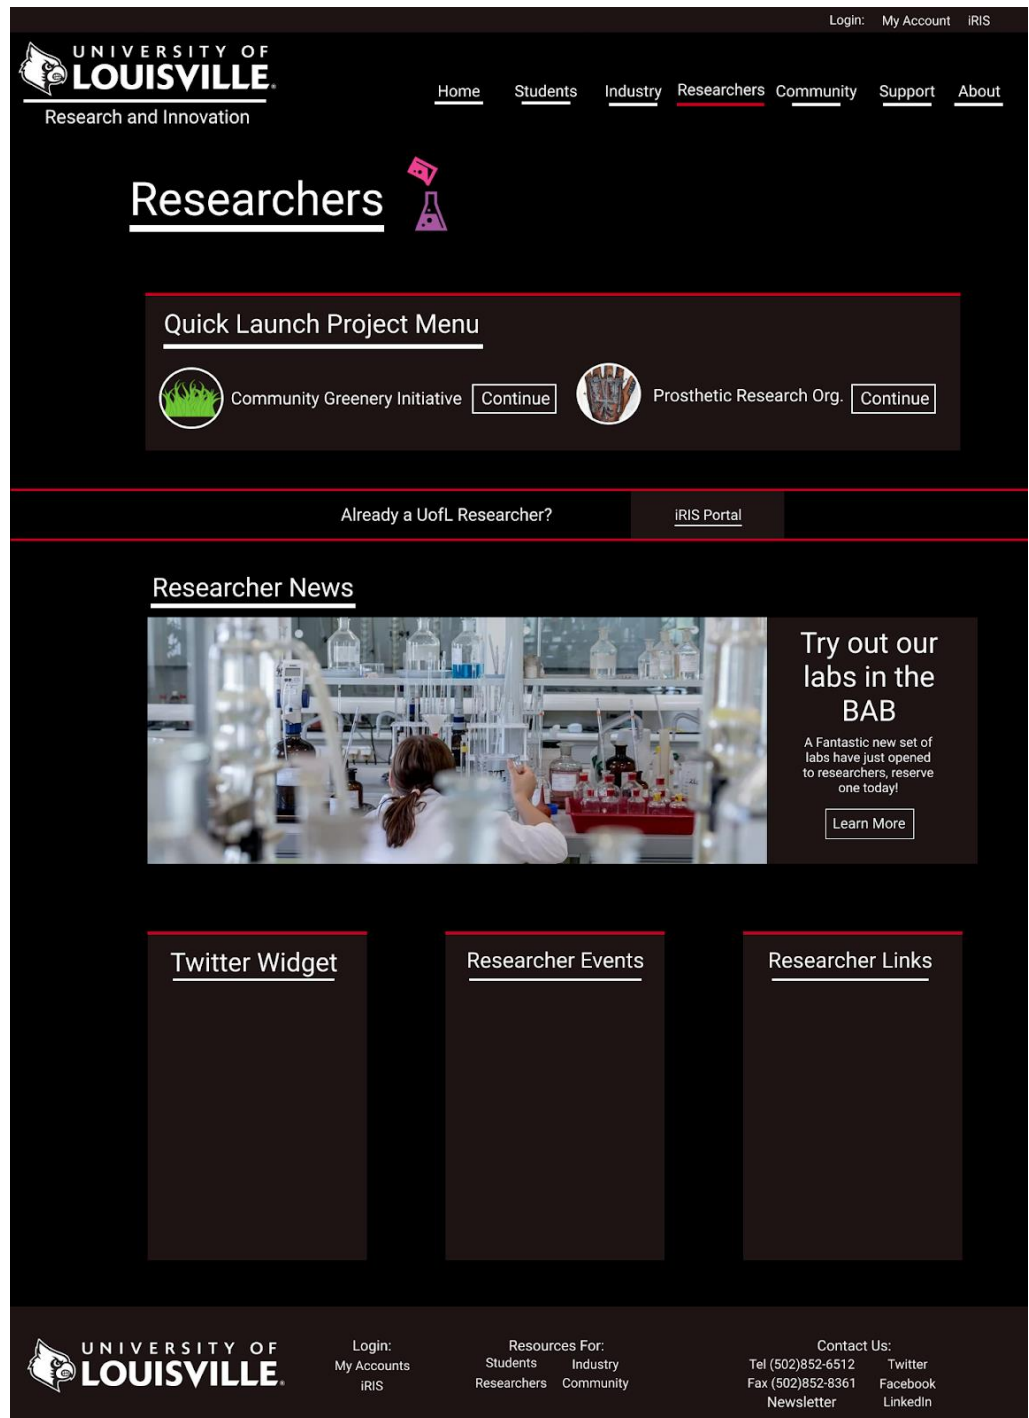 Login: My Account iRIS
UNIVERSITY OF
LOUISVILLE®
Research and Innovation
Home Students Industry Researchers Community Support About
Researchers
Quick Launch Project Menu
Community Greenery Initiative Continue Prosthetic Research Org. Continue
Already a UofL Researcher? iRIS Portal
Researcher News
Try out our
labs in the
BAB
A Fantastic new set of
labs have just opened
to researchers, reserve
one today!
Learn More
Twitter Widget Researcher Events Researcher Links
UNIVERSITY OF
LOUISVILLE®
Login:
My Accounts
iRIS
Resources For:
Students Industry
Researchers Community
Contact Us:
Tel (502)852-6512 Twitter
Fax (502)852-8361 Facebook
Newsletter LinkedIn